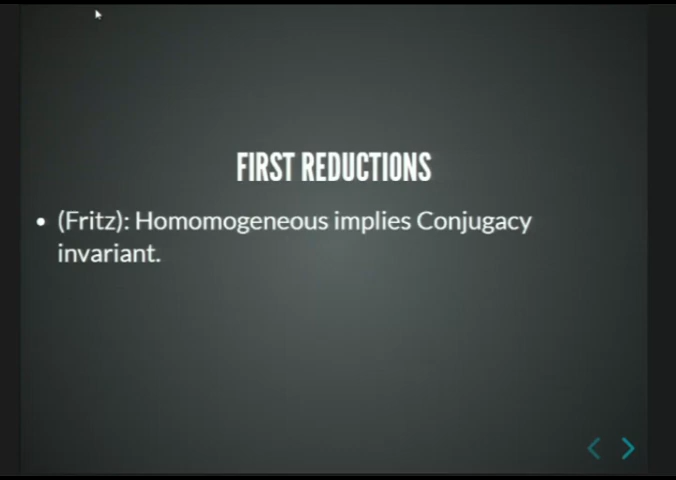 FIRST REDUCTIONS
• (Fritz): Homomogeneous implies Conjugacy
invariant.